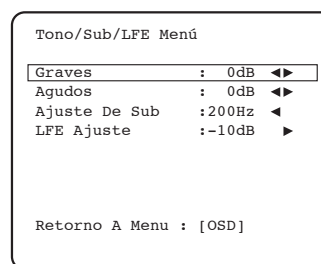 Tono/Sub/LFE Menú
Graves : 0dB ◄►
Agudos : 0dB ◄►
Ajuste De Sub :200Hz ◄
LFE Ajuste :-10dB ►
Retorno A Menu : [OSD]